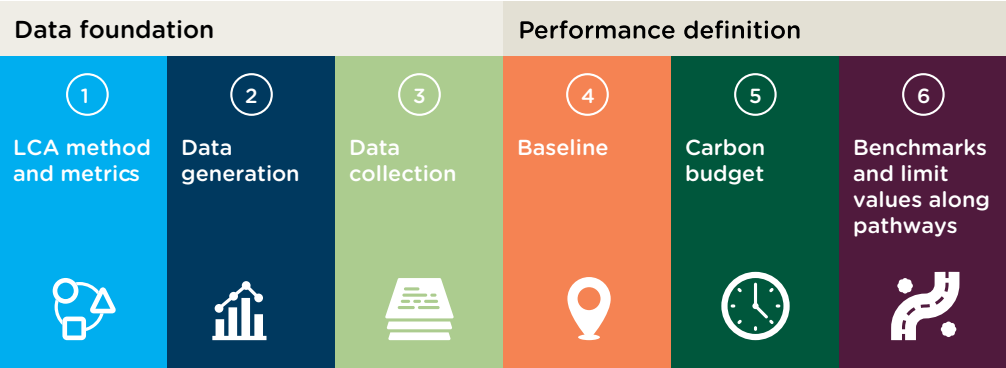 Data foundation
Performance definition
1
LCA method
and metrics
2
Data
generation
3
Data
collection
4
Baseline
5
Carbon
budget
6
Benchmarks
and limit
values along
pathways